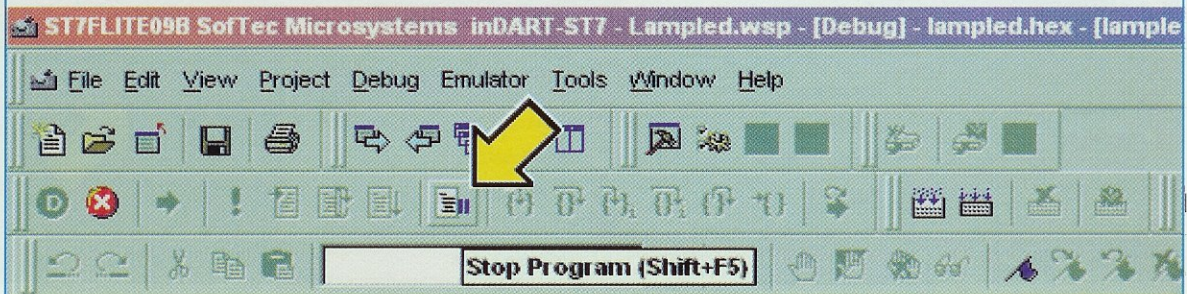 ST7FLITE09B SofTec Microsystems inDART-ST7 - Lampled.wsp - [Debug] - lampled.hex - [lample
File Edit View Project Debug Emulator Tools Window Help
D
Stop Program (Shift+F5)